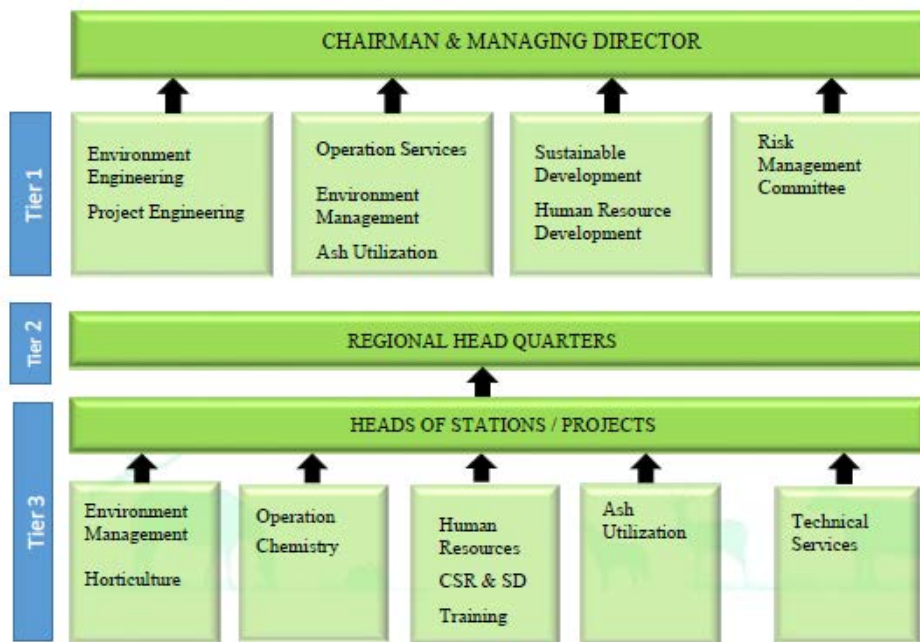 CHAIRMAN & MANAGING DIRECTOR
Tier 1
Environment
Engineering
Project Engineering
Operation Services
Environment
Management
Ash Utilization
Sustainable
Development
Human Resource
Development
Risk
Management
Committee
Tier 2
REGIONAL HEAD QUARTERS
Tier 3
HEADS OF STATIONS / PROJECTS
Environment
Management
Horticulture
Operation
Chemistry
Human
Resources
CSR & SD
Training
Ash
Utilization
Technical
Services